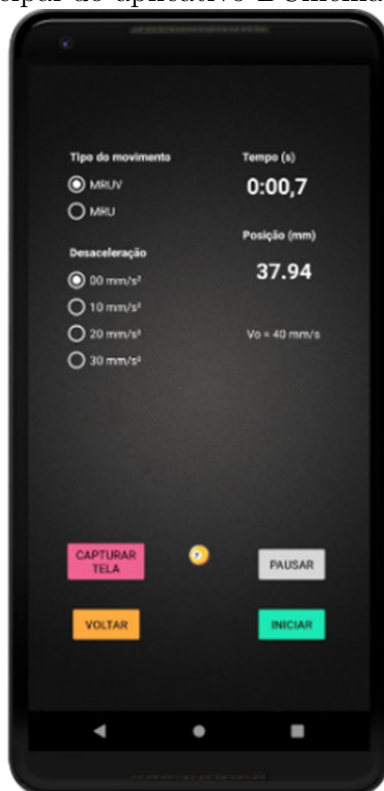 Tipo do movimento
MRUV
MRU
Desaceleração
00 mm/s²
10 mm/s²
20 mm/s²
30 mm/s²
Tempo (s)
0:00,7
Posição (mm)
37.94
Vo = 40 mm/s
CAPTURAR
TELA
PAUSAR
VOLTAR
INICIAR